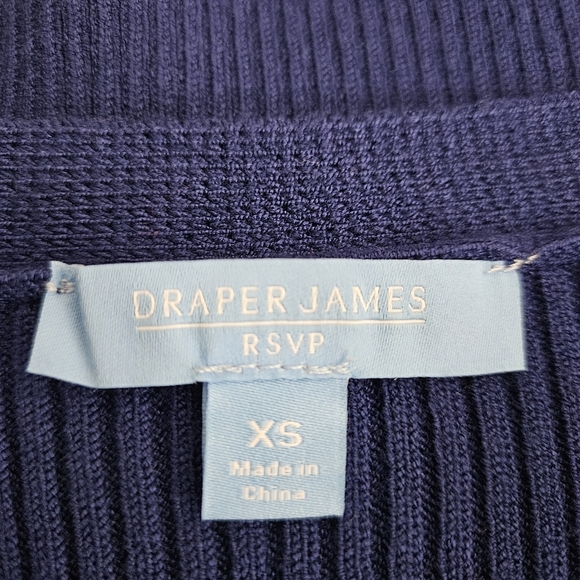 DRAPER JAMES
RSVP
XS
Made in
China